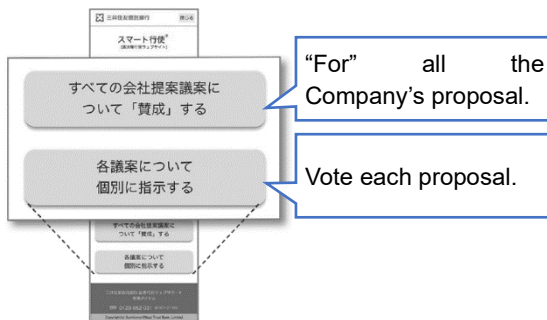 三井住友信託銀行
閉じる
スマート行使®
すべての会社提案議案に
ついて「賛成」する
各議案について
個別に指示する
“For” all the
Company’s proposal.
Vote each proposal.
すべての会社提案議案に
ついて「賛成」する
各議案について
個別に指示する